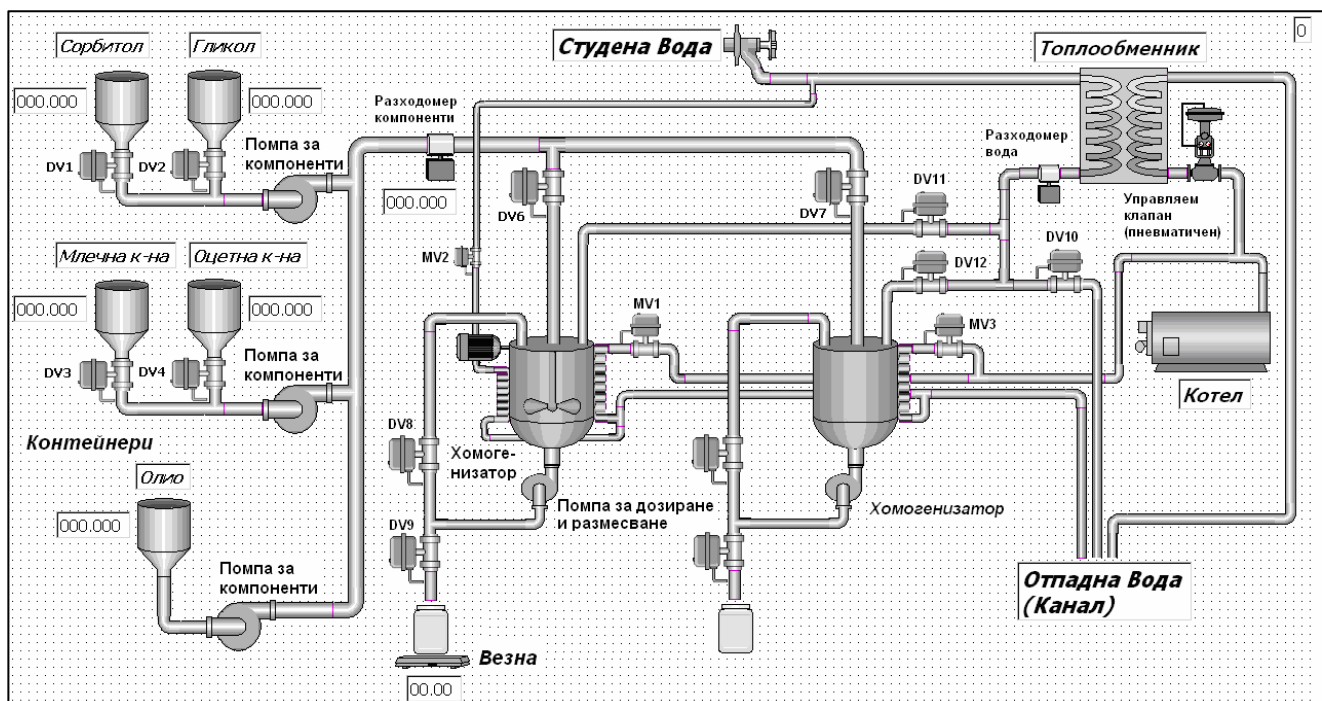 Сорбитол
Гликол
Студена Вода
Топлообменник
0
000.000
000.000
Разходомер
компоненти
Помпа за
компоненти
DV1
DV2
000.000
Разходомер
вода
DV6
DV7
DV11
Управляем
клапан
(пневматичен)
Млечна к-на
Оцетна к-на
MV2
DV12
DV10
000.000
000.000
MV1
MV3
Помпа за
компоненти
DV3
DV4
Котел
Контейнери
DV8
Хомоге-
низатор
Олио
Помпа за дозиране
и размесване
Хомогенизатор
000.000
DV9
Помпа за
компоненти
Отпадна Вода
(Канал)
Везна
00.00